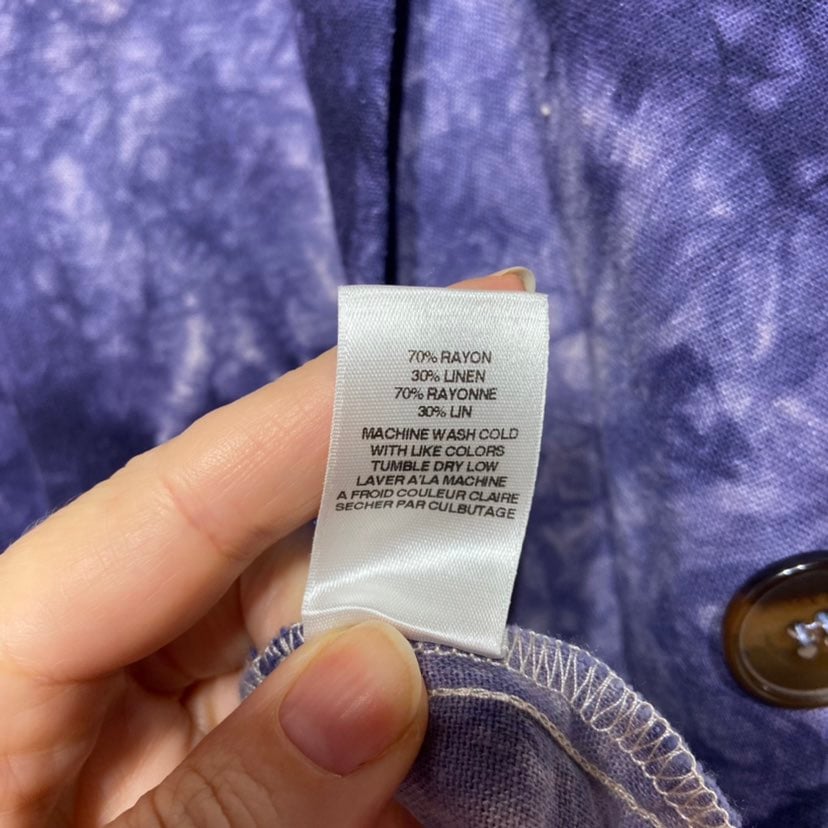 70% RAYON
30% LINEN
70% RAYONNE
30% LIN
MACHINE WASH COLD
WITH LIKE COLORS
TUMBLE DRY LOW
LAVER A'LA MACHINE
A FROID COULEUR CLAIRE
SECHER PAR CULBUTAGE